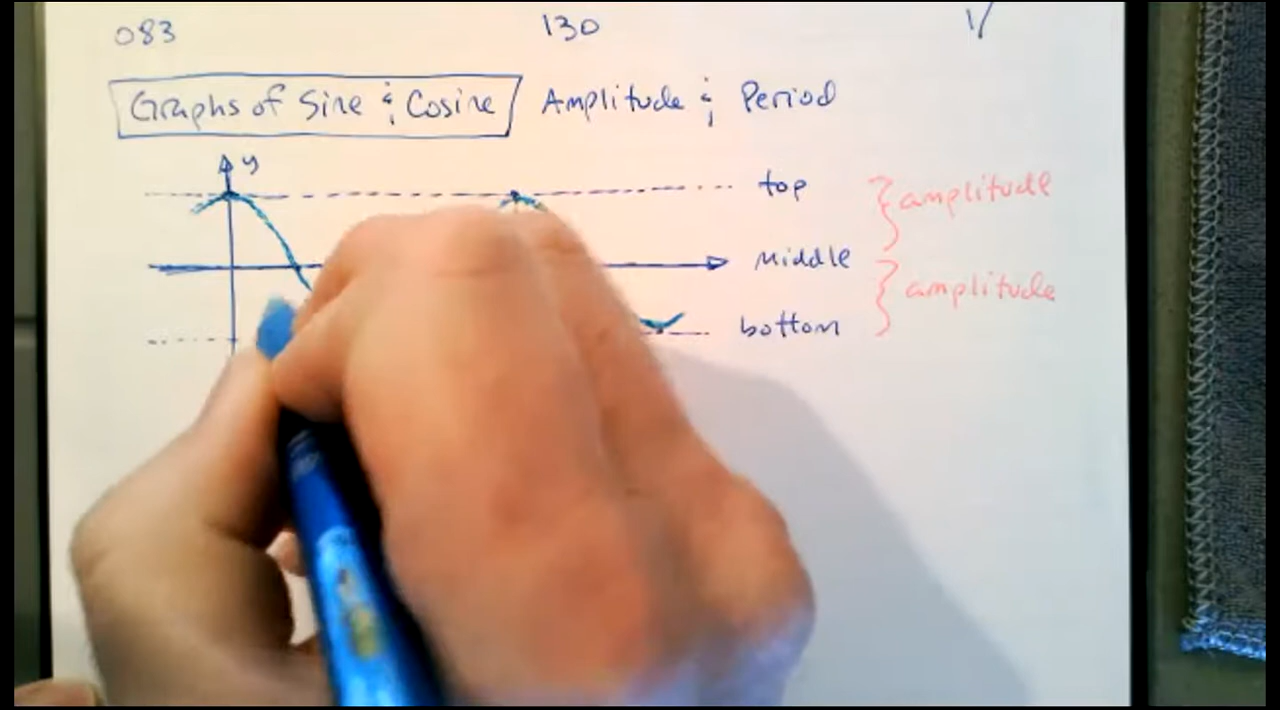 083 130 1/
Graphs of Sine & Cosine Amplitude & Period
y
top
amplitude
middle
amplitude
bottom